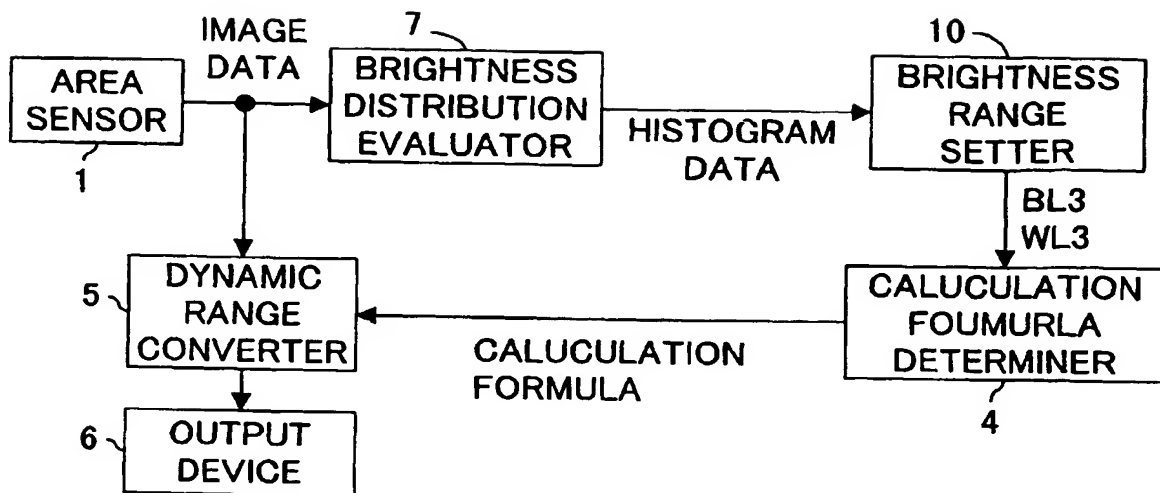 IMAGE
DATA
7
10
AREA
SENSOR
1
BRIGHTNESS
DISTRIBUTION
EVALUATOR
HISTOGRAM
DATA
BRIGHTNESS
RANGE
SETTER
BL3
WL3
5
DYNAMIC
RANGE
CONVERTER
CALUCULATION
FORMULA
CALUCULATION
FOUMURLA
DETERMINER
4
6
OUTPUT
DEVICE